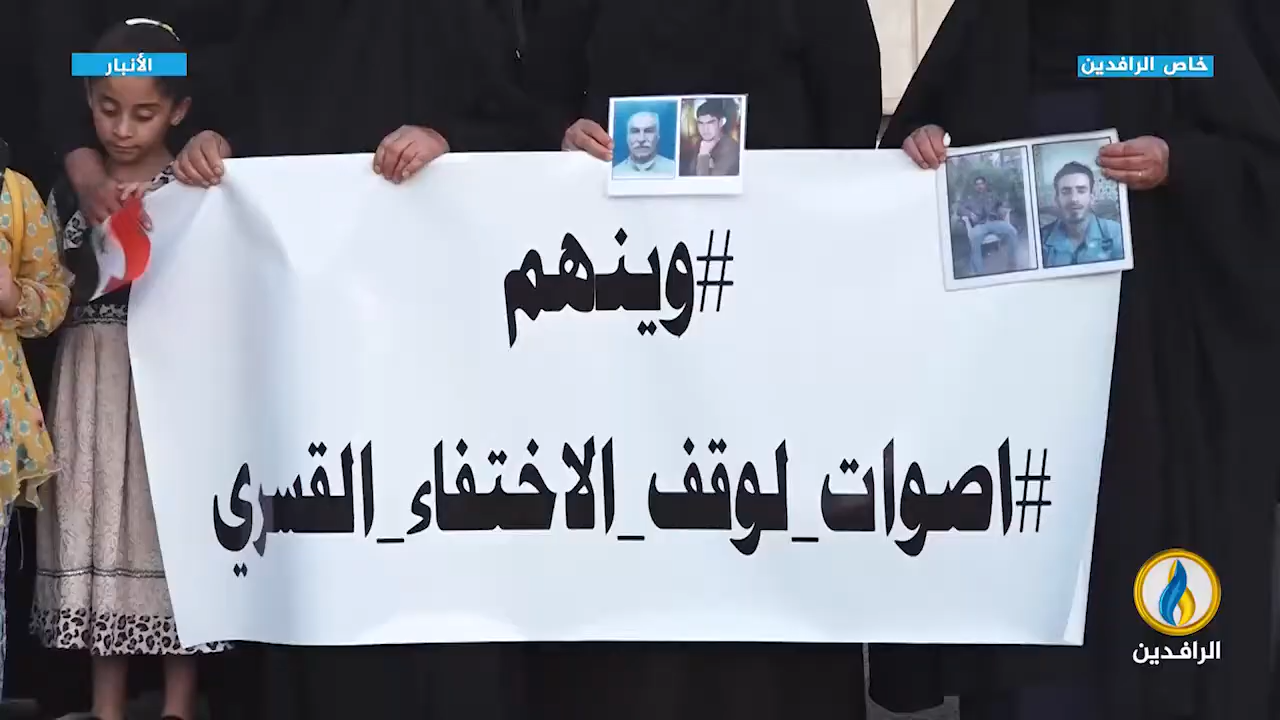 الأنبار
خاص الرافدين
#وينهم
#اصوات_لوقف_الاختفاء_القسري
الرافدين